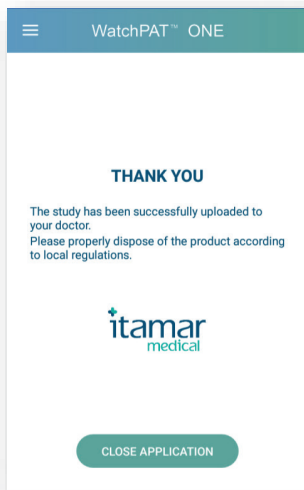 WatchPAT™ ONE
THANK YOU
The study has been successfully uploaded to
your doctor.
Please properly dispose of the product according
to local regulations.
itamar
medical
CLOSE APPLICATION